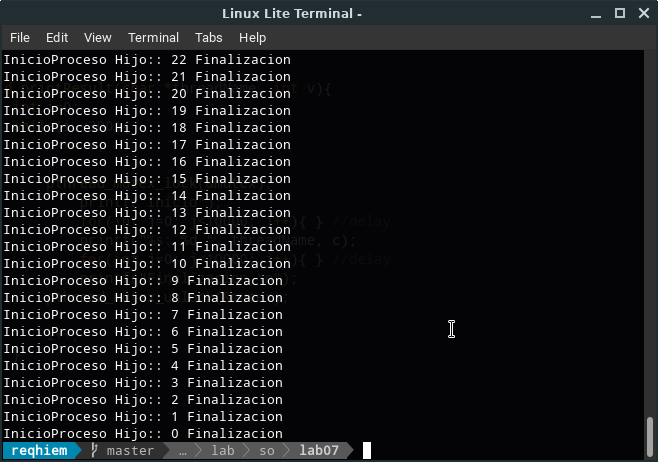 Linux Lite Terminal -
File Edit View Terminal Tabs Help
InicioProceso Hijo:: 22 Finalizacion
InicioProceso Hijo:: 21 Finalizacion
InicioProceso Hijo:: 20 Finalizacion
InicioProceso Hijo:: 19 Finalizacion
InicioProceso Hijo:: 18 Finalizacion
InicioProceso Hijo:: 17 Finalizacion
InicioProceso Hijo:: 16 Finalizacion
InicioProceso Hijo:: 15 Finalizacion
InicioProceso Hijo:: 14 Finalizacion
InicioProceso Hijo:: 13 Finalizacion
InicioProceso Hijo:: 12 Finalizacion
InicioProceso Hijo:: 11 Finalizacion
InicioProceso Hijo:: 10 Finalizacion
InicioProceso Hijo:: 9 Finalizacion
InicioProceso Hijo:: 8 Finalizacion
InicioProceso Hijo:: 7 Finalizacion
InicioProceso Hijo:: 6 Finalizacion
InicioProceso Hijo:: 5 Finalizacion
InicioProceso Hijo:: 4 Finalizacion
InicioProceso Hijo:: 3 Finalizacion
InicioProceso Hijo:: 2 Finalizacion
InicioProceso Hijo:: 1 Finalizacion
InicioProceso Hijo:: 0 Finalizacion
reqhiem master … lab so lab07